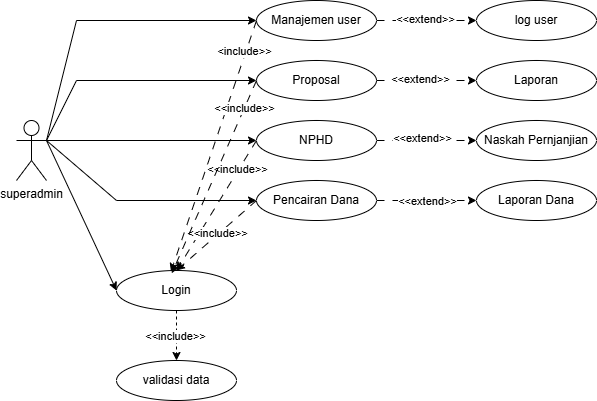 Manajemen user
<<extend>>
log user
<include>>
Proposal
<<extend>>
Laporan
<<include>>
NPHD
<<extend>>
Naskah Pernjanjian
<<include>>
superadmin
Pencairan Dana
<<extend>>
Laporan Dana
<<include>>
Login
<<include>>
validasi data